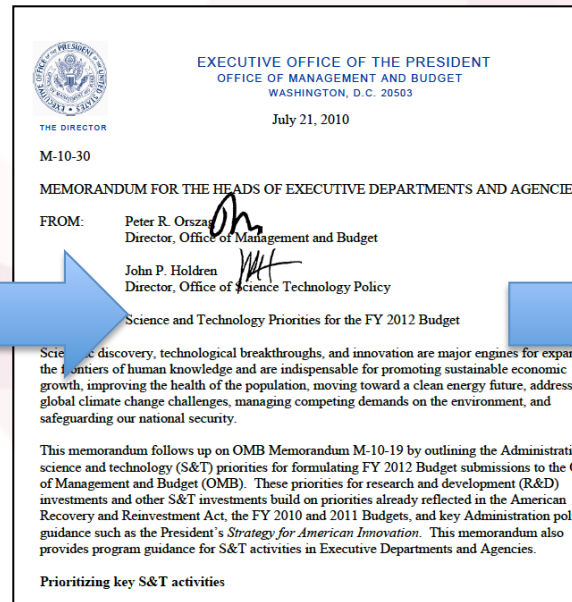 EXECUTIVE OFFICE OF THE PRESIDENT
OFFICE OF MANAGEMENT AND BUDGET
WASHINGTON, D.C. 20503
THE DIRECTOR
July 21, 2010
M-10-30
MEMORANDUM FOR THE HEADS OF EXECUTIVE DEPARTMENTS AND AGENCIE
FROM: Peter R. Orszag
Director, Office of Management and Budget
John P. Holdren
Director, Office of Science Technology Policy
Science and Technology Priorities for the FY 2012 Budget
discovery, technological breakthroughs, and innovation are major engines for expan
the frontiers of human knowledge and are indispensable for promoting sustainable economic
growth, improving the health of the population, moving toward a clean energy future, address
global climate change challenges, managing competing demands on the environment, and
safeguarding our national security.
This memorandum follows up on OMB Memorandum M-10-19 by outlining the Administrati
science and technology (S&T) priorities for formulating FY 2012 Budget submissions to the
of Management and Budget (OMB). These priorities for research and development (R&D)
investments and other S&T investments build on priorities already reflected in the American
Recovery and Reinvestment Act, the FY 2010 and 2011 Budgets, and key Administration pol
guidance such as the President's Strategy for American Innovation. This memorandum also
provides program guidance for S&T activities in Executive Departments and Agencies.
Prioritizing key S&T activities